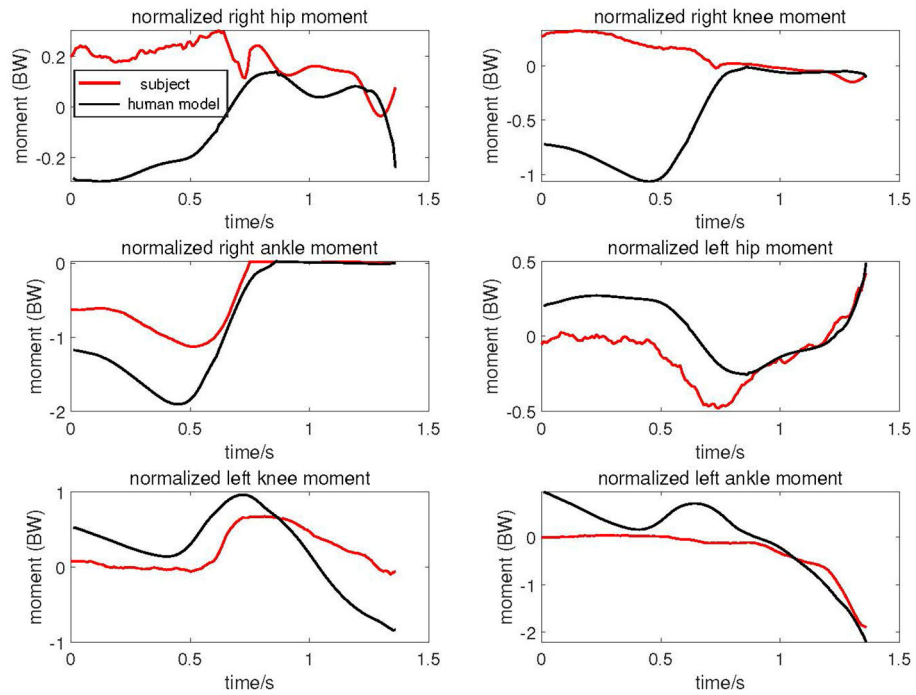 normalized right hip moment
moment (BW)
0.2
0
-0.2
subject
human model
0 0.5 1 1.5
time/s
normalized right knee moment
moment (BW)
0
-0.5
-1
0 0.5 1 1.5
time/s
normalized right ankle moment
moment (BW)
0
-1
-2
0 0.5 1 1.5
time/s
normalized left hip moment
moment (BW)
0.5
0
-0.5
0 0.5 1 1.5
time/s
normalized left knee moment
moment (BW)
1
0
-1
0 0.5 1 1.5
time/s
normalized left ankle moment
moment (BW)
0
-1
-2
0 0.5 1 1.5
time/s